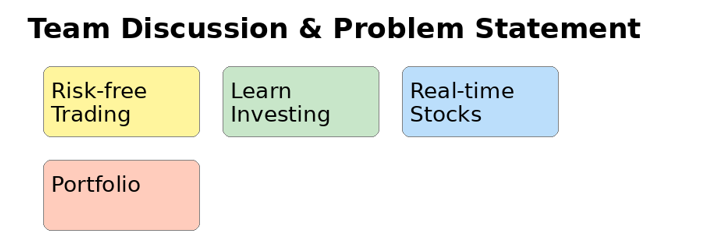 Team Discussion & Problem Statement
Risk-free
Trading
Learn
Investing
Real-time
Stocks
Portfolio